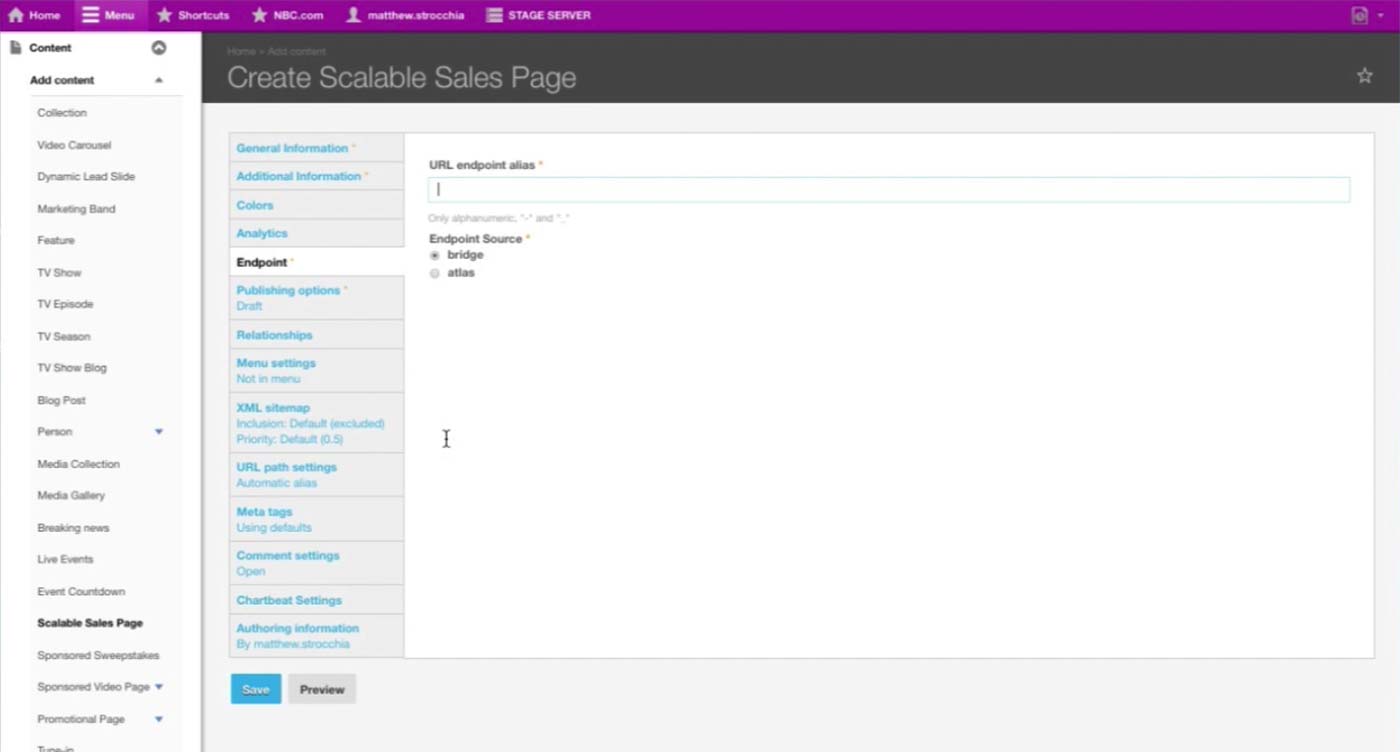 Home
Menu
Shortcuts
NBC.com
matthew.strocchia
STAGE SERVER
Content
Add content
Collection
Video Carousel
Dynamic Lead Slide
Marketing Band
Feature
TV Show
TV Episode
TV Season
TV Show Blog
Blog Post
Person
Media Collection
Media Gallery
Breaking news
Live Events
Event Countdown
Scalable Sales Page
Sponsored Sweepstakes
Sponsored Video Page
Promotional Page
Tune-in
Home » Add content
Create Scalable Sales Page
General Information *
Additional Information *
Colors
Analytics
Endpoint *
Publishing options *
Draft
Relationships
Menu settings
Not in menu
XML sitemap
Inclusion: Default (excluded)
Priority: Default (0.5)
URL path settings
Automatic alias
Meta tags
Using defaults
Comment settings
Open
Chartbeat Settings
Authoring information
By matthew.strocchia
URL endpoint alias *
Only alphanumeric, "-" and "_"
Endpoint Source *
bridge
atlas
Save
Preview